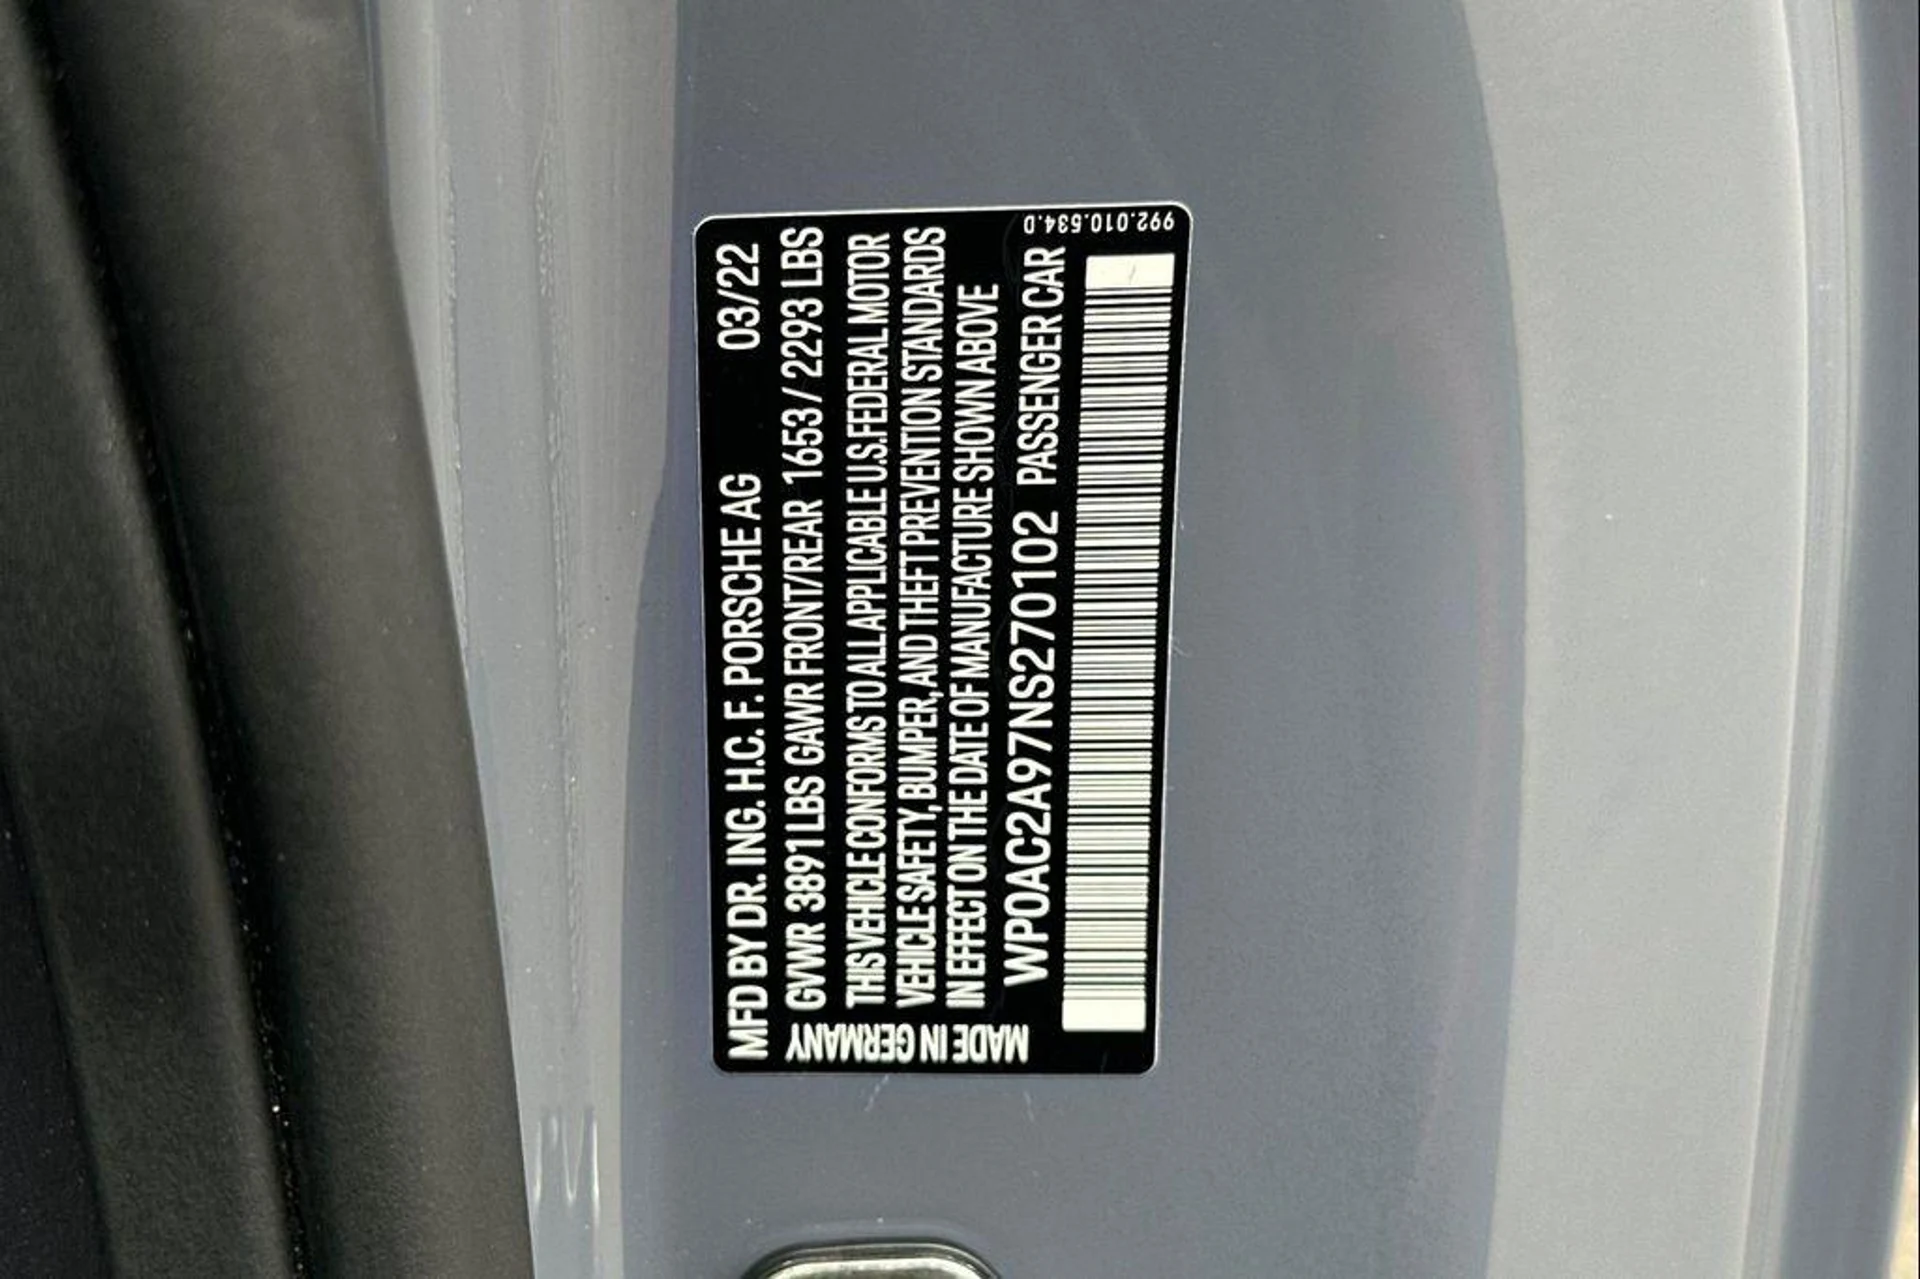 MFD BY DR. ING. H.C. F. PORSCHE AG 03/22
GVWR 3891 LBS GAWR FRONT/REAR 1653 / 2293 LBS
THIS VEHICLE CONFORMS TO ALL APPLICABLE U.S. FEDERAL MOTOR
VEHICLE SAFETY, BUMPER, AND THEFT PREVENTION STANDARDS
IN EFFECT ON THE DATE OF MANUFACTURE SHOWN ABOVE
WP0AC2A97NS270102 PASSENGER CAR
MADE IN GERMANY
992.010.534.D